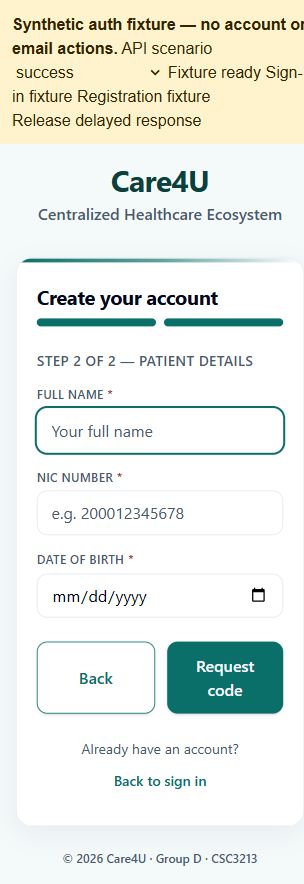 Synthetic auth fixture — no account or
email actions. API scenario
success Fixture ready Sign-
in fixture Registration fixture
Release delayed response
Care4U
Centralized Healthcare Ecosystem
Create your account
STEP 2 OF 2 — PATIENT DETAILS
FULL NAME *
Your full name
NIC NUMBER *
e.g. 200012345678
DATE OF BIRTH *
mm/dd/yyyy
Back
Request
code
Already have an account?
Back to sign in
© 2026 Care4U · Group D · CSC3213